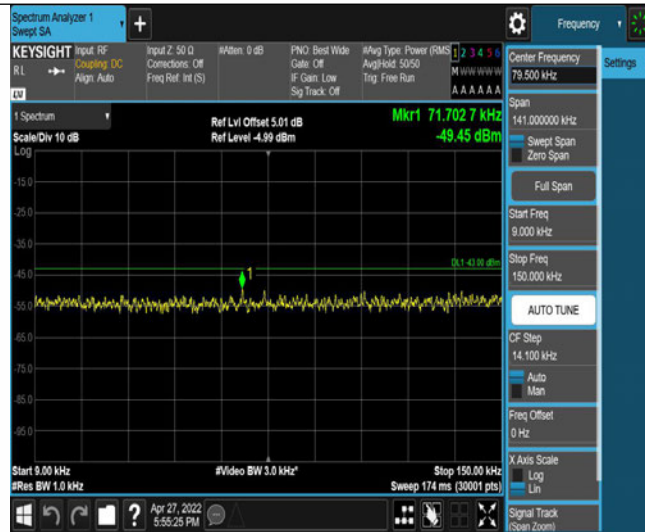 Spectrum Analyzer 1
Swept SA
Frequency
KEYSIGHT
RL
Input: RF
Coupling: DC
Align: Auto
Input Z: 50 Ω
Corrections: Off
Freq Ref: Int (S)
#Atten: 0 dB
PNO: Best Wide
Gate: Off
IF Gain: Low
Sig Track: Off
#Avg Type: Power (RMS
Avg|Hold: 50/50
Trig: Free Run
1 2 3 4 5 6
M W W W W W
A A A A A A
1 Spectrum
Scale/Div 10 dB
Log
Ref Lvl Offset 5.01 dB
Ref Level -4.99 dBm
Mkr1 71.702 7 kHz
-49.45 dBm
-15.0
-25.0
-35.0
-45.0
-55.0
-65.0
-75.0
-85.0
-95.0
DL1 -43.00 dBm
1
Start 9.00 kHz
#Video BW 3.0 kHz*
Stop 150.00 kHz
#Res BW 1.0 kHz
Sweep 174 ms (30001 pts)
?
Apr 27, 2022
5:55:25 PM
Center Frequency
79.500 kHz
Settings
Span
141.000000 kHz
Swept Span
Zero Span
Full Span
Start Freq
9.000 kHz
Stop Freq
150.000 kHz
AUTO TUNE
CF Step
14.100 kHz
Auto
Man
Freq Offset
0 Hz
X Axis Scale
Log
Lin
Signal Track
(Span Zoom)